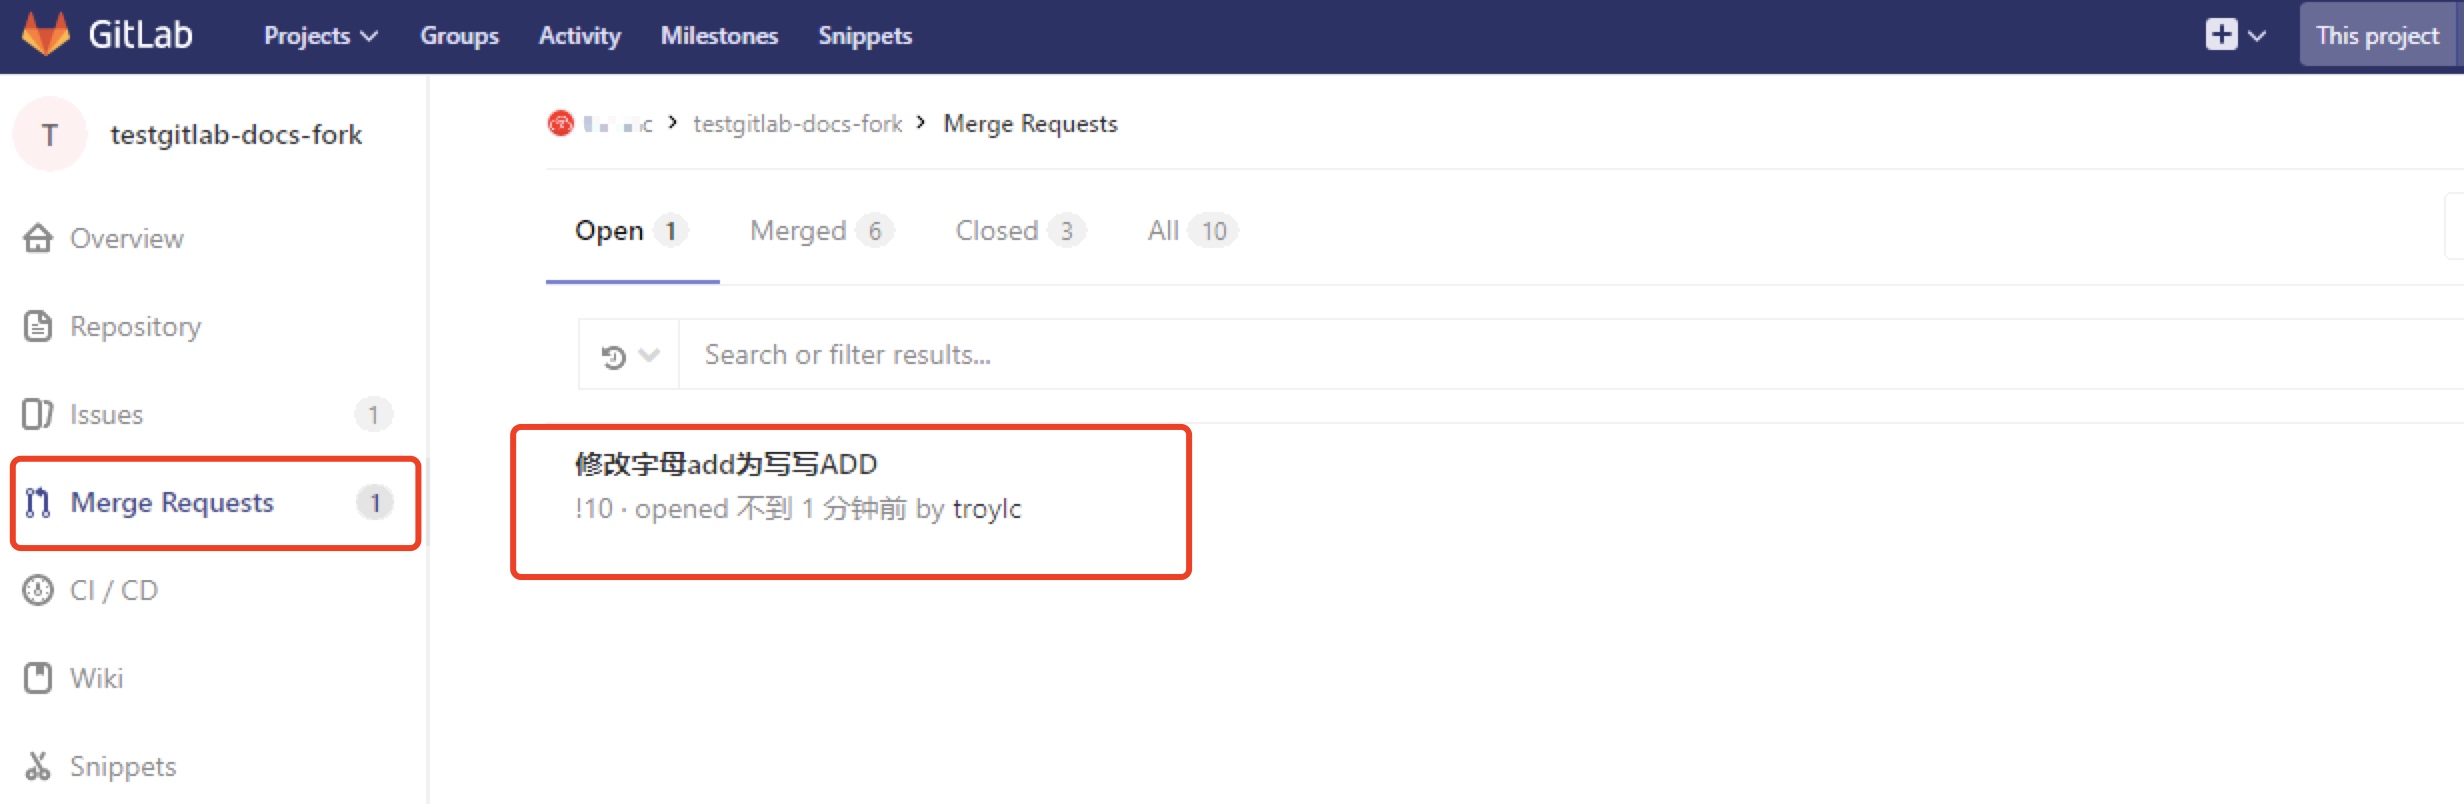 GitLab Projects Groups Activity Milestones Snippets This project
T testgitlab-docs-fork
testgitlab-docs-fork > Merge Requests
Open 1 Merged 6 Closed 3 All 10
Search or filter results...
修改字母add为写写ADD
!10 · opened 不到 1 分钟前 by troylc
Overview
Repository
Issues 1
Merge Requests 1
CI / CD
Wiki
Snippets